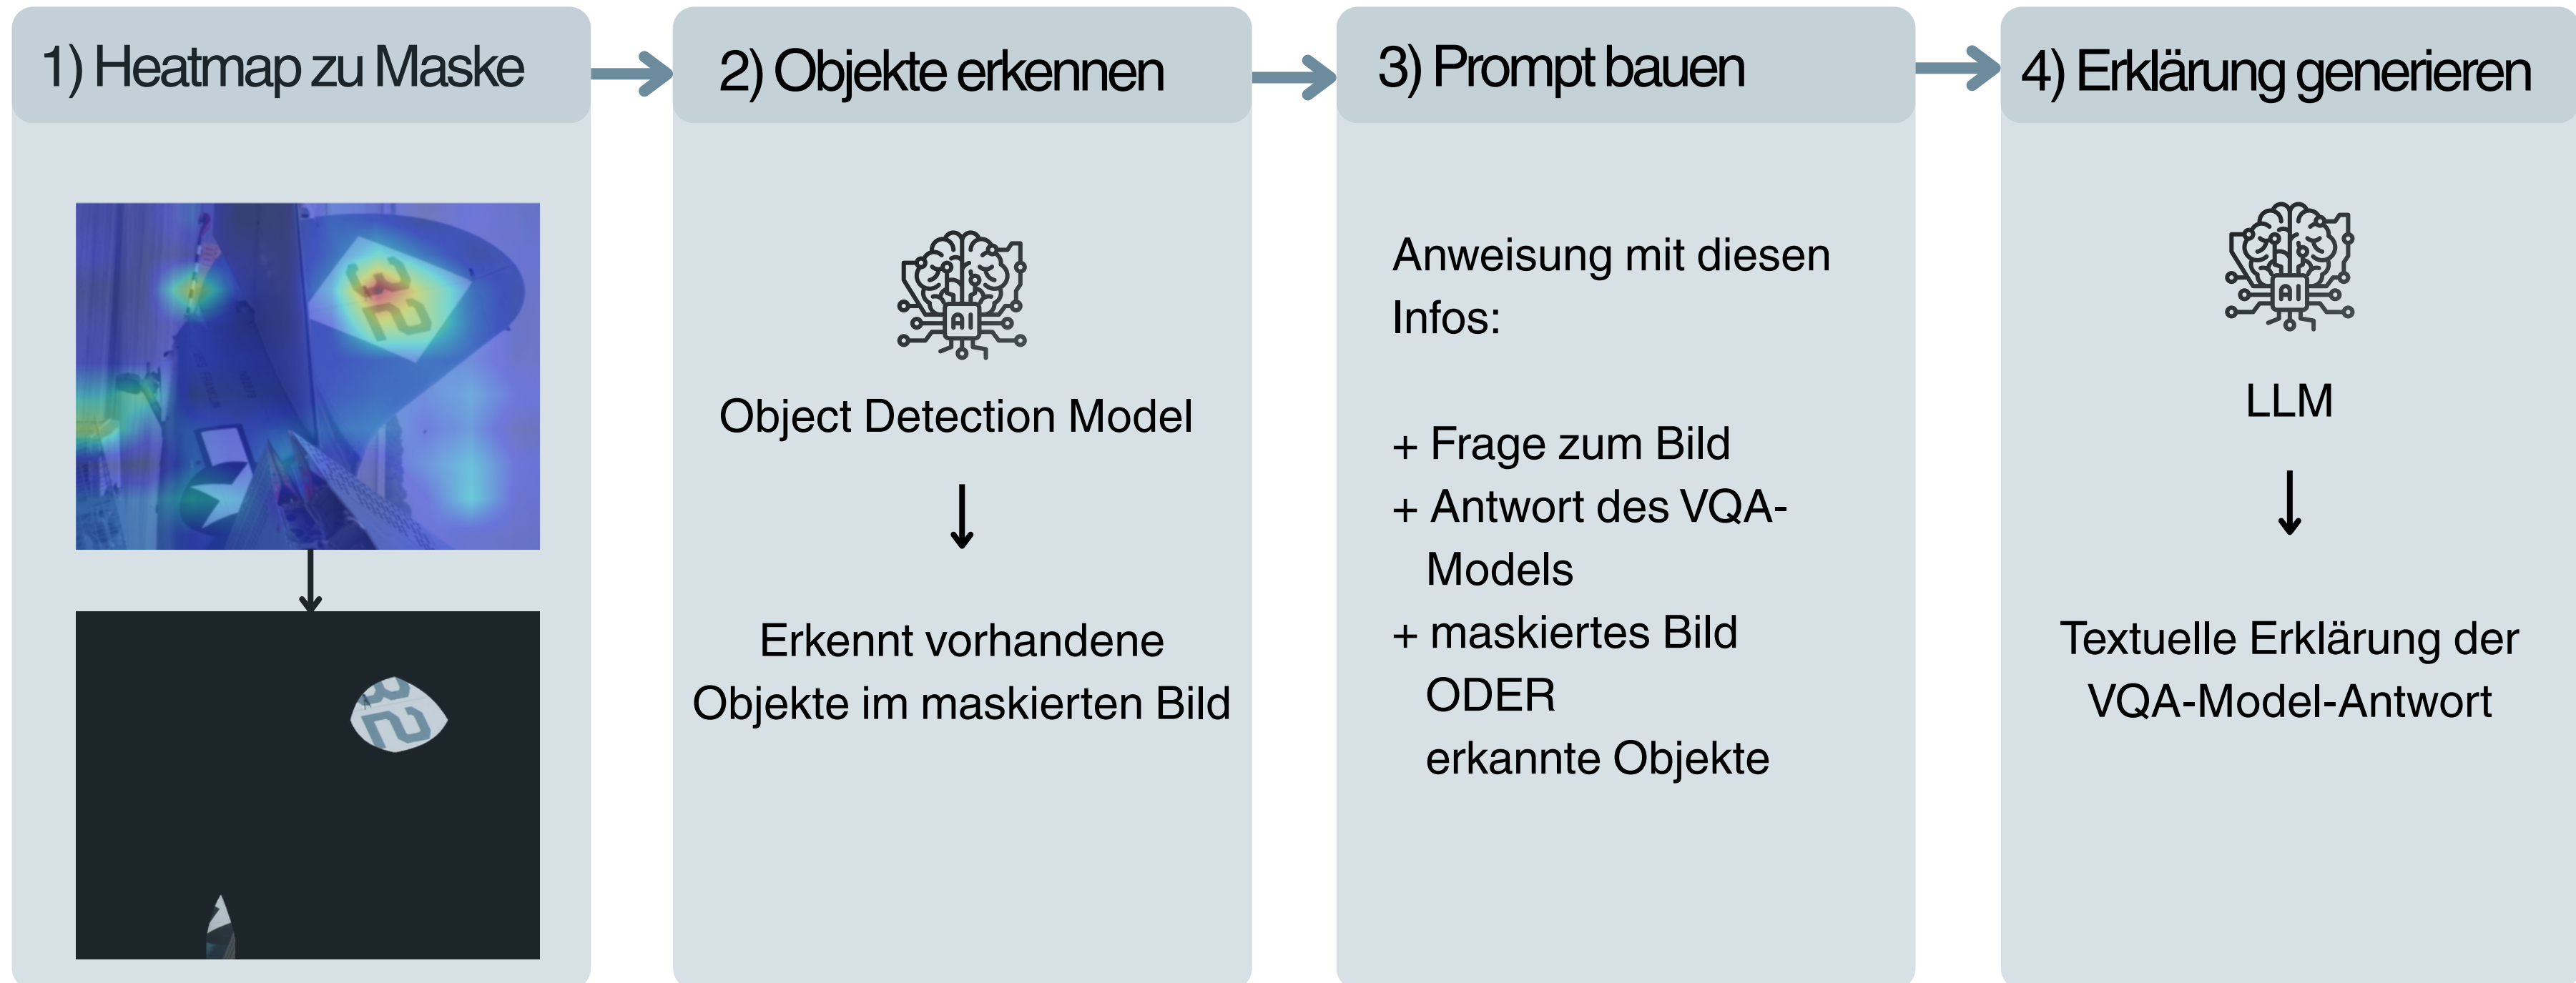 1) Heatmap zu Maske
32
32
2) Objekte erkennen
AI
Object Detection Model
Erkennt vorhandene
Objekte im maskierten Bild
3) Prompt bauen
Anweisung mit diesen
Infos:
+ Frage zum Bild
+ Antwort des VQA-
Models
+ maskiertes Bild
ODER
erkannte Objekte
4) Erklärung generieren
AI
LLM
Textuelle Erklärung der
VQA-Model-Antwort